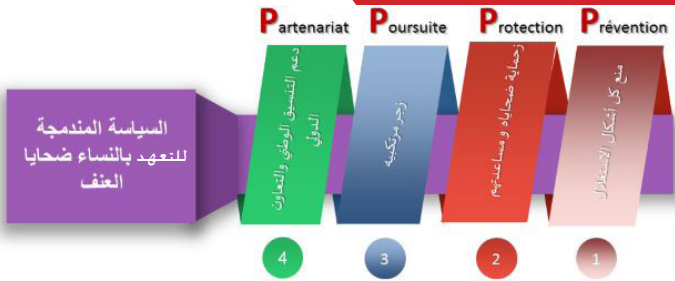 Partenariat Poursuite Protection Prévention
منع كل أشكال الاستغلال
زحماية ضحاياه و مساعدتهم
زجر مرتكبيه
دعم التنسيق الوطني والتعاون
الدولي
السياسة المندمجة
للتعهد بالنساء ضحايا
العنف
4 3 2 1